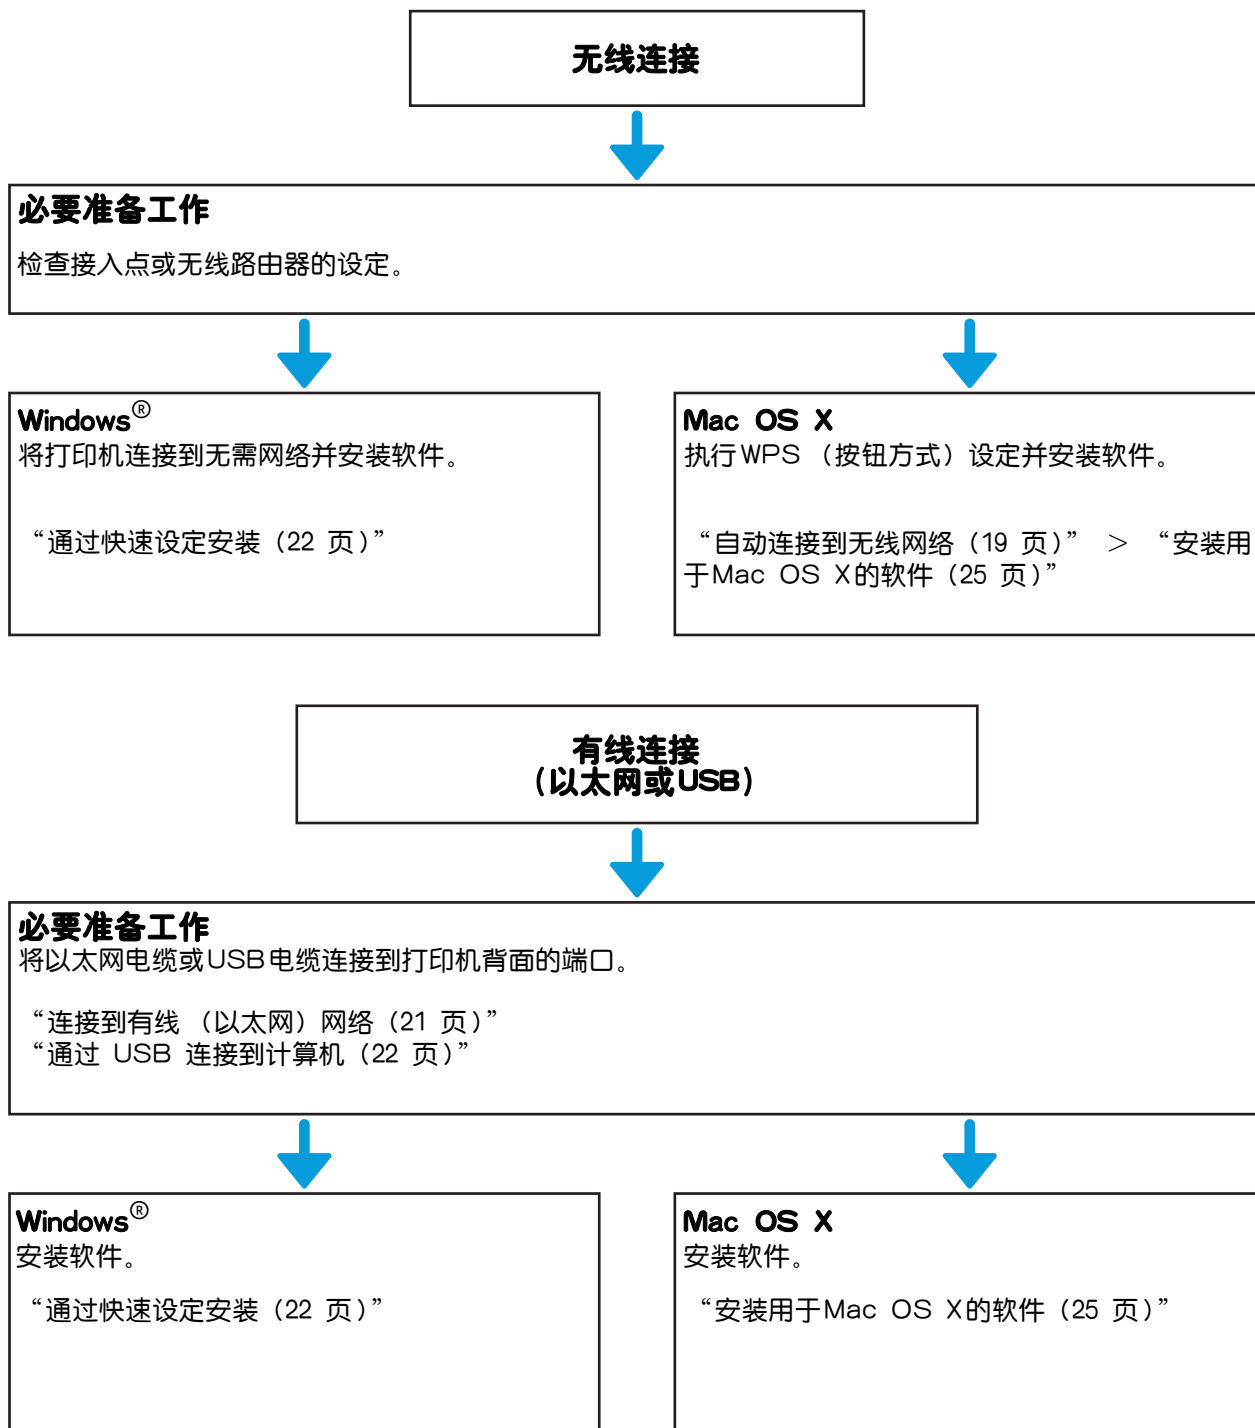 无线连接
必要准备工作
检查接入点或无线路由器的设定。
Windows®
将打印机连接到无需网络并安装软件。
“通过快速设定安装（22 页）”
Mac OS X
执行WPS （按钮方式）设定并安装软件。
“自动连接到无线网络（19 页）” > “安装用
于Mac OS X的软件（25 页）”
有线连接
（以太网或USB）
必要准备工作
将以太网电缆或USB电缆连接到打印机背面的端口。
“连接到有线 （以太网）网络（21 页）”
“通过 USB 连接到计算机（22 页）”
Windows®
安装软件。
“通过快速设定安装（22 页）”
Mac OS X
安装软件。
“安装用于Mac OS X的软件（25 页）”